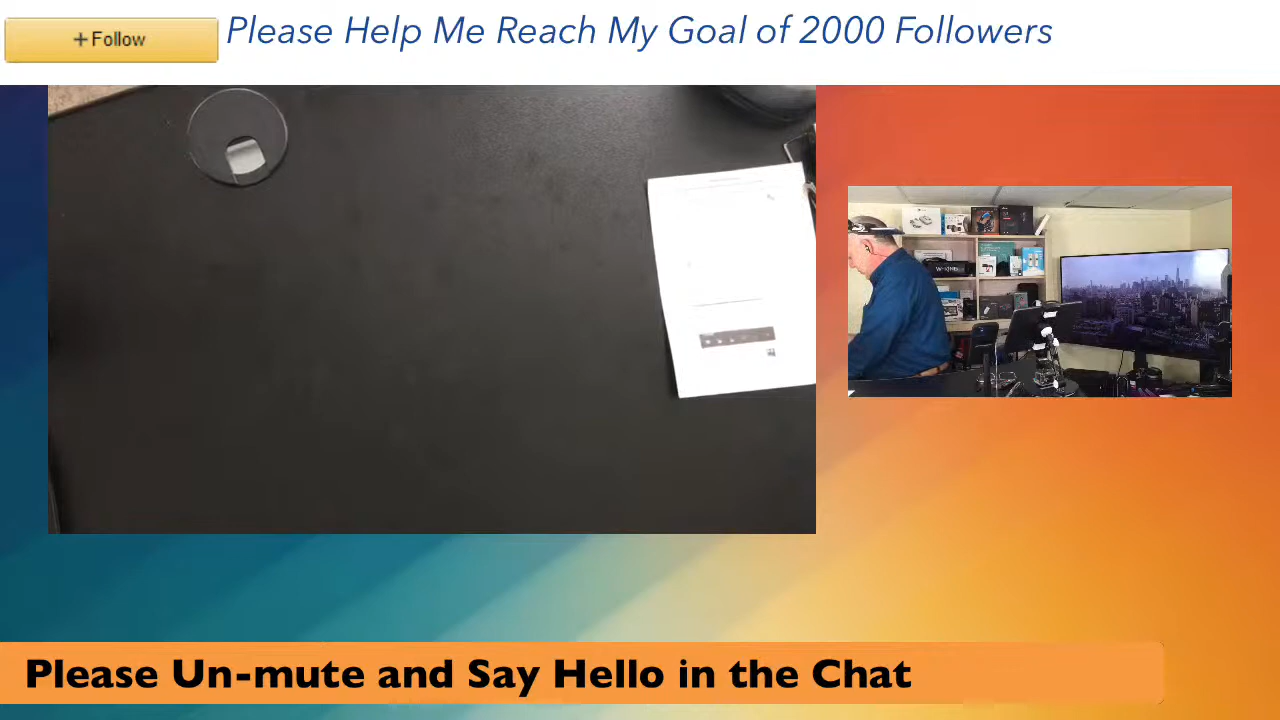 +Follow
Please Help Me Reach My Goal of 2000 Followers
Please Un-mute and Say Hello in the Chat